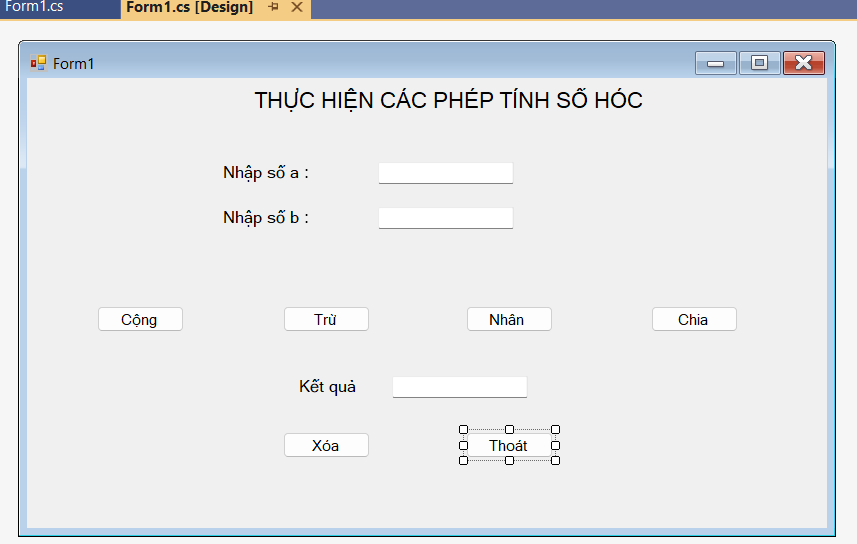 Form1.cs
Form1.cs [Design]
Form1
THỰC HIỆN CÁC PHÉP TÍNH SỐ HÓC
Nhập số a :
Nhập số b :
Cộng Trừ Nhân Chia
Kết quả
Xóa Thoát